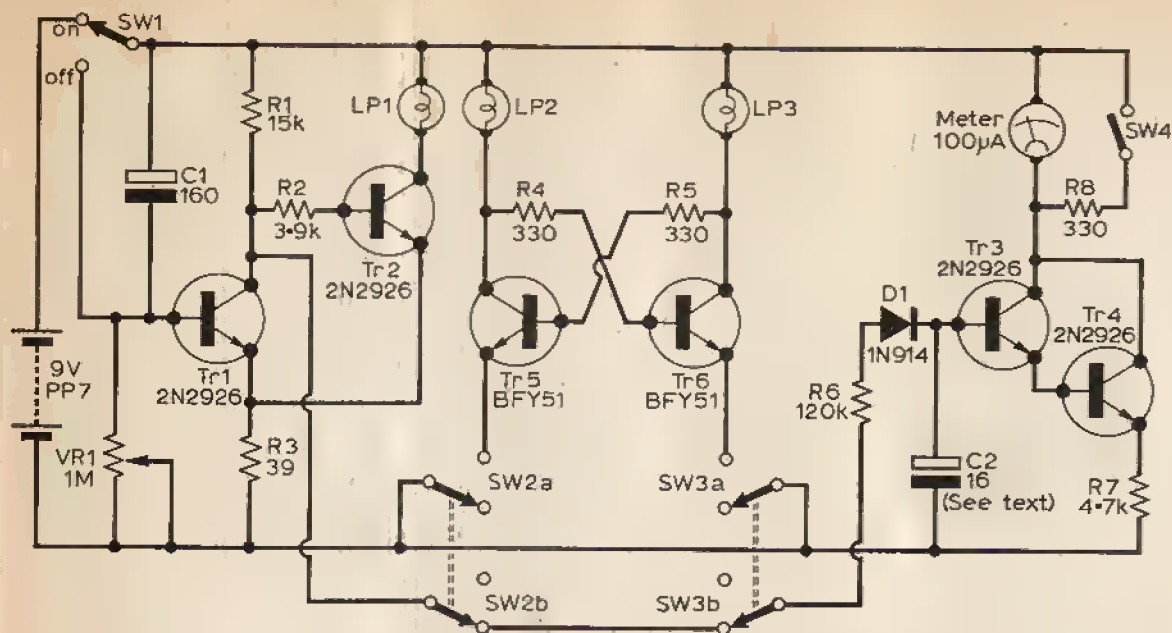 on
SW1
off
R1
15k
LP1
LP2
LP3
Meter
100µA
SW4
C1
160
R2
3·9k
R4
330
R5
330
R8
330
Tr2
2N2926
Tr3
2N2926
D1
1N914
Tr4
2N2926
9V
PP7
Tr1
2N2926
Tr5
BFY51
Tr6
BFY51
R6
120k
VR1
1M
R3
39
SW2a
SW3a
C2
16
(See text)
R7
4·7k
SW2b
SW3b